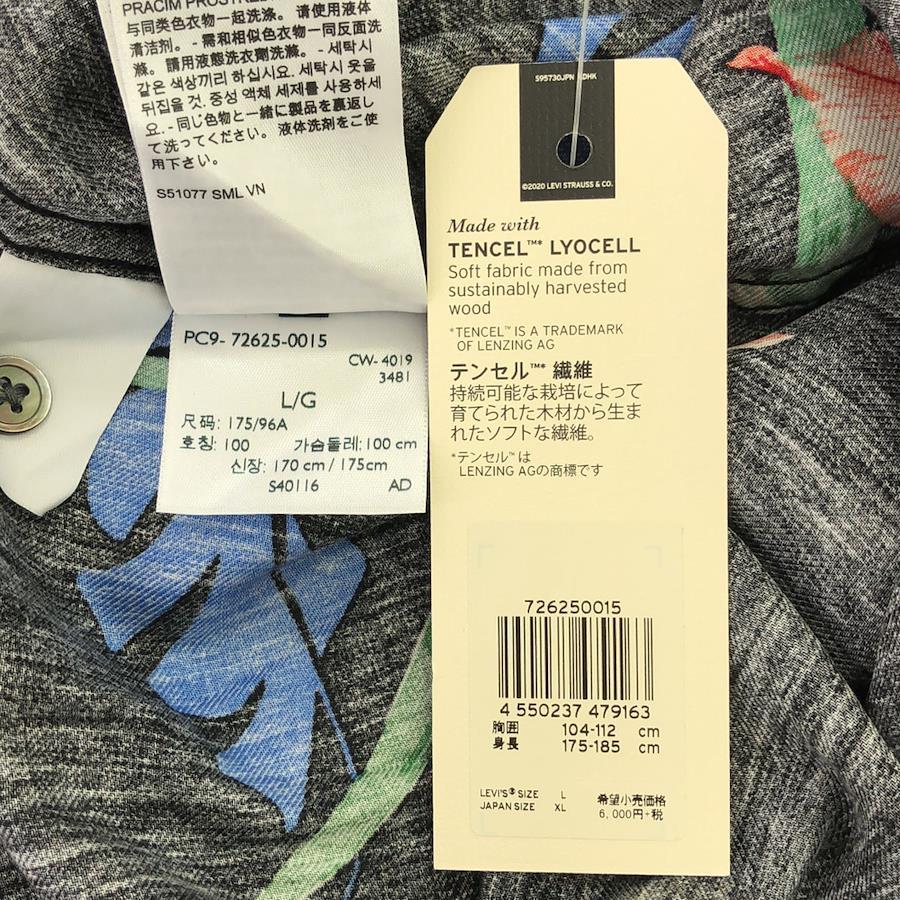 PRACIM PROSTRED
与同类色衣物一起洗涤。请使用液体
清洁剂。- 需和相似色衣物一同反面洗
滌。請用液態洗衣劑洗滌。- 세탁시
같은 색상끼리 하십시요. 세탁시 옷을
뒤집을 것. 중성 액체 세제를 사용하세
요. - 同じ色物と一緒に製品を裏返し
て洗ってください。液体洗剤をご使
用下さい。
S51077 SML VN
PC9- 72625-0015
CW- 4019
3481
L/G
尺码: 175/96A
호칭: 100 가슴둘레: 100 cm
신장: 170 cm / 175cm
S40116 AD
S95730JPN ADHK
©2020 LEVI STRAUSS & CO.
Made with
TENCEL™* LYOCELL
Soft fabric made from
sustainably harvested
wood
*TENCEL™ IS A TRADEMARK
OF LENZING AG
テンセル™* 繊維
持続可能な栽培によって
育てられた木材から生ま
れたソフトな繊維。
*テンセル™は
LENZING AGの商標です
726250015
4 550237 479163
胸囲 104-112 cm
身長 175-185 cm
LEVI'S® SIZE L
JAPAN SIZE XL
希望小売価格
6,000円+税